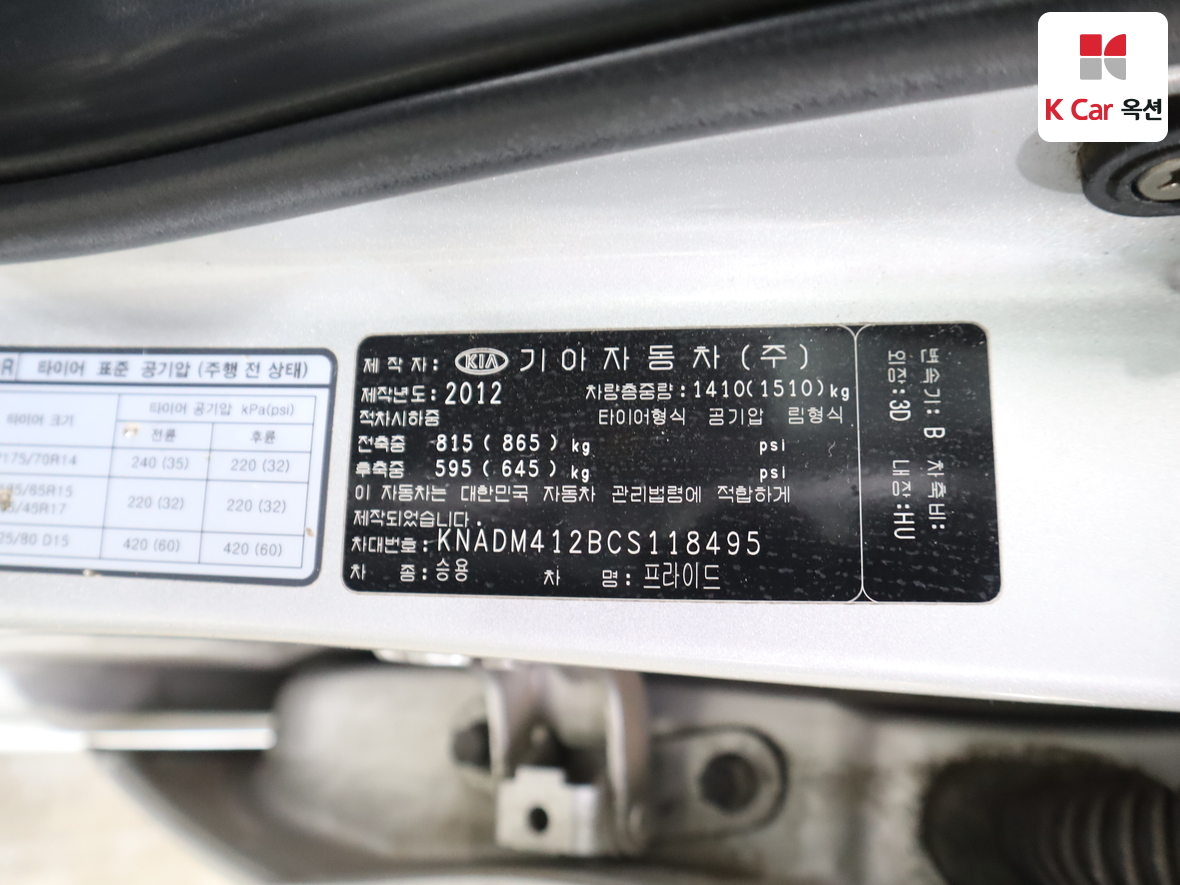 K Car 옥션
R 타이어 표준 공기압 (주행 전 상태)
타이어 크기 타이어 공기압 kPa(psi)
전륜 후륜
175/70R14 240 (35) 220 (32)
/65R15
/45R17 220 (32) 220 (32)
25/80 D15 420 (60) 420 (60)
제 작 자: KIA 기아자동차(주)
제작년도: 2012 차량총중량: 1410(1510)kg
적차시하중 타이어형식 공기압 림형식
전축중 815 ( 865 ) kg psi
후축중 595 ( 645 ) kg psi
이 자동차는 대한민국 자동차 관리법령에 적합하게
제작되었습니다.
차대번호: KNADM412BCS118495
차 종: 승용 차 명: 프라이드
변속기: B 차축비:
외장: 3D 내장: HU